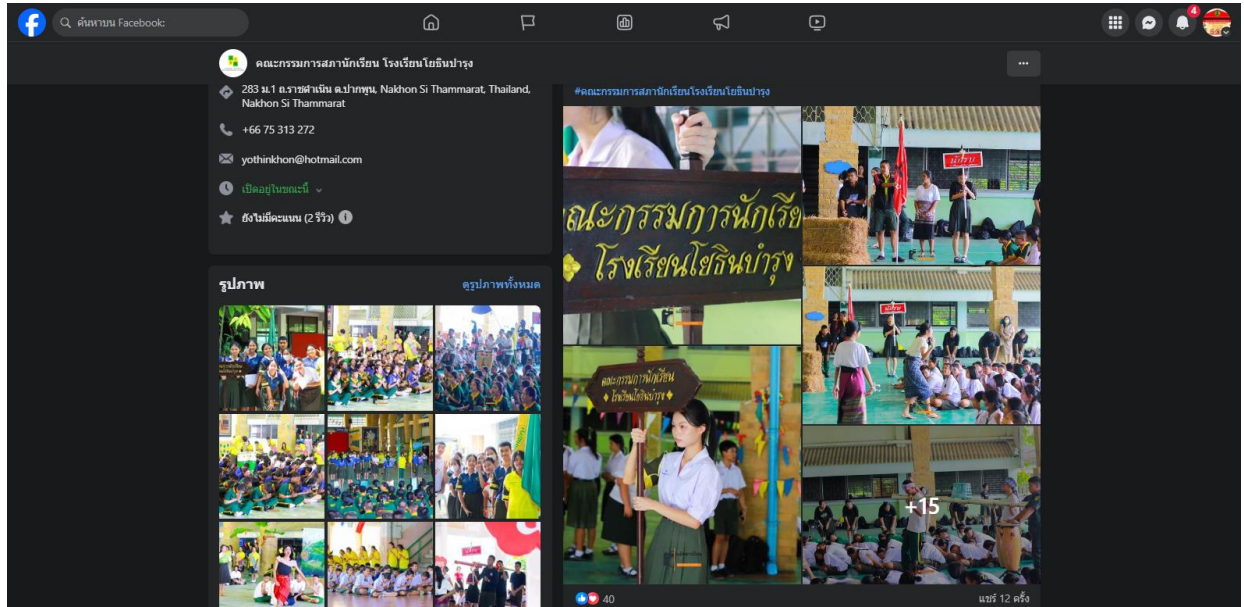 ค้นหาบน Facebook:
4
คณะกรรมการสภานักเรียน โรงเรียนโยธินบำรุง
283 ม.1 ถ.ราชดำเนิน ต.ปากพูน, Nakhon Si Thammarat, Thailand,
Nakhon Si Thammarat
+66 75 313 272
yothinkhon@hotmail.com
เปิดอยู่ในขณะนี้
ยังไม่มีคะแนน (2 รีวิว)
รูปภาพ
ดูรูปภาพทั้งหมด
#คณะกรรมการสภานักเรียนโรงเรียนโยธินบำรุง
ณะกรรมการนักเรีย
โรงเรียนโยธินบำรุง
นักรบ
นักรบ
คณะกรรมการนักเรียน
โรงเรียนโยธินบำรุง
+15
40
แชร์ 12 ครั้ง